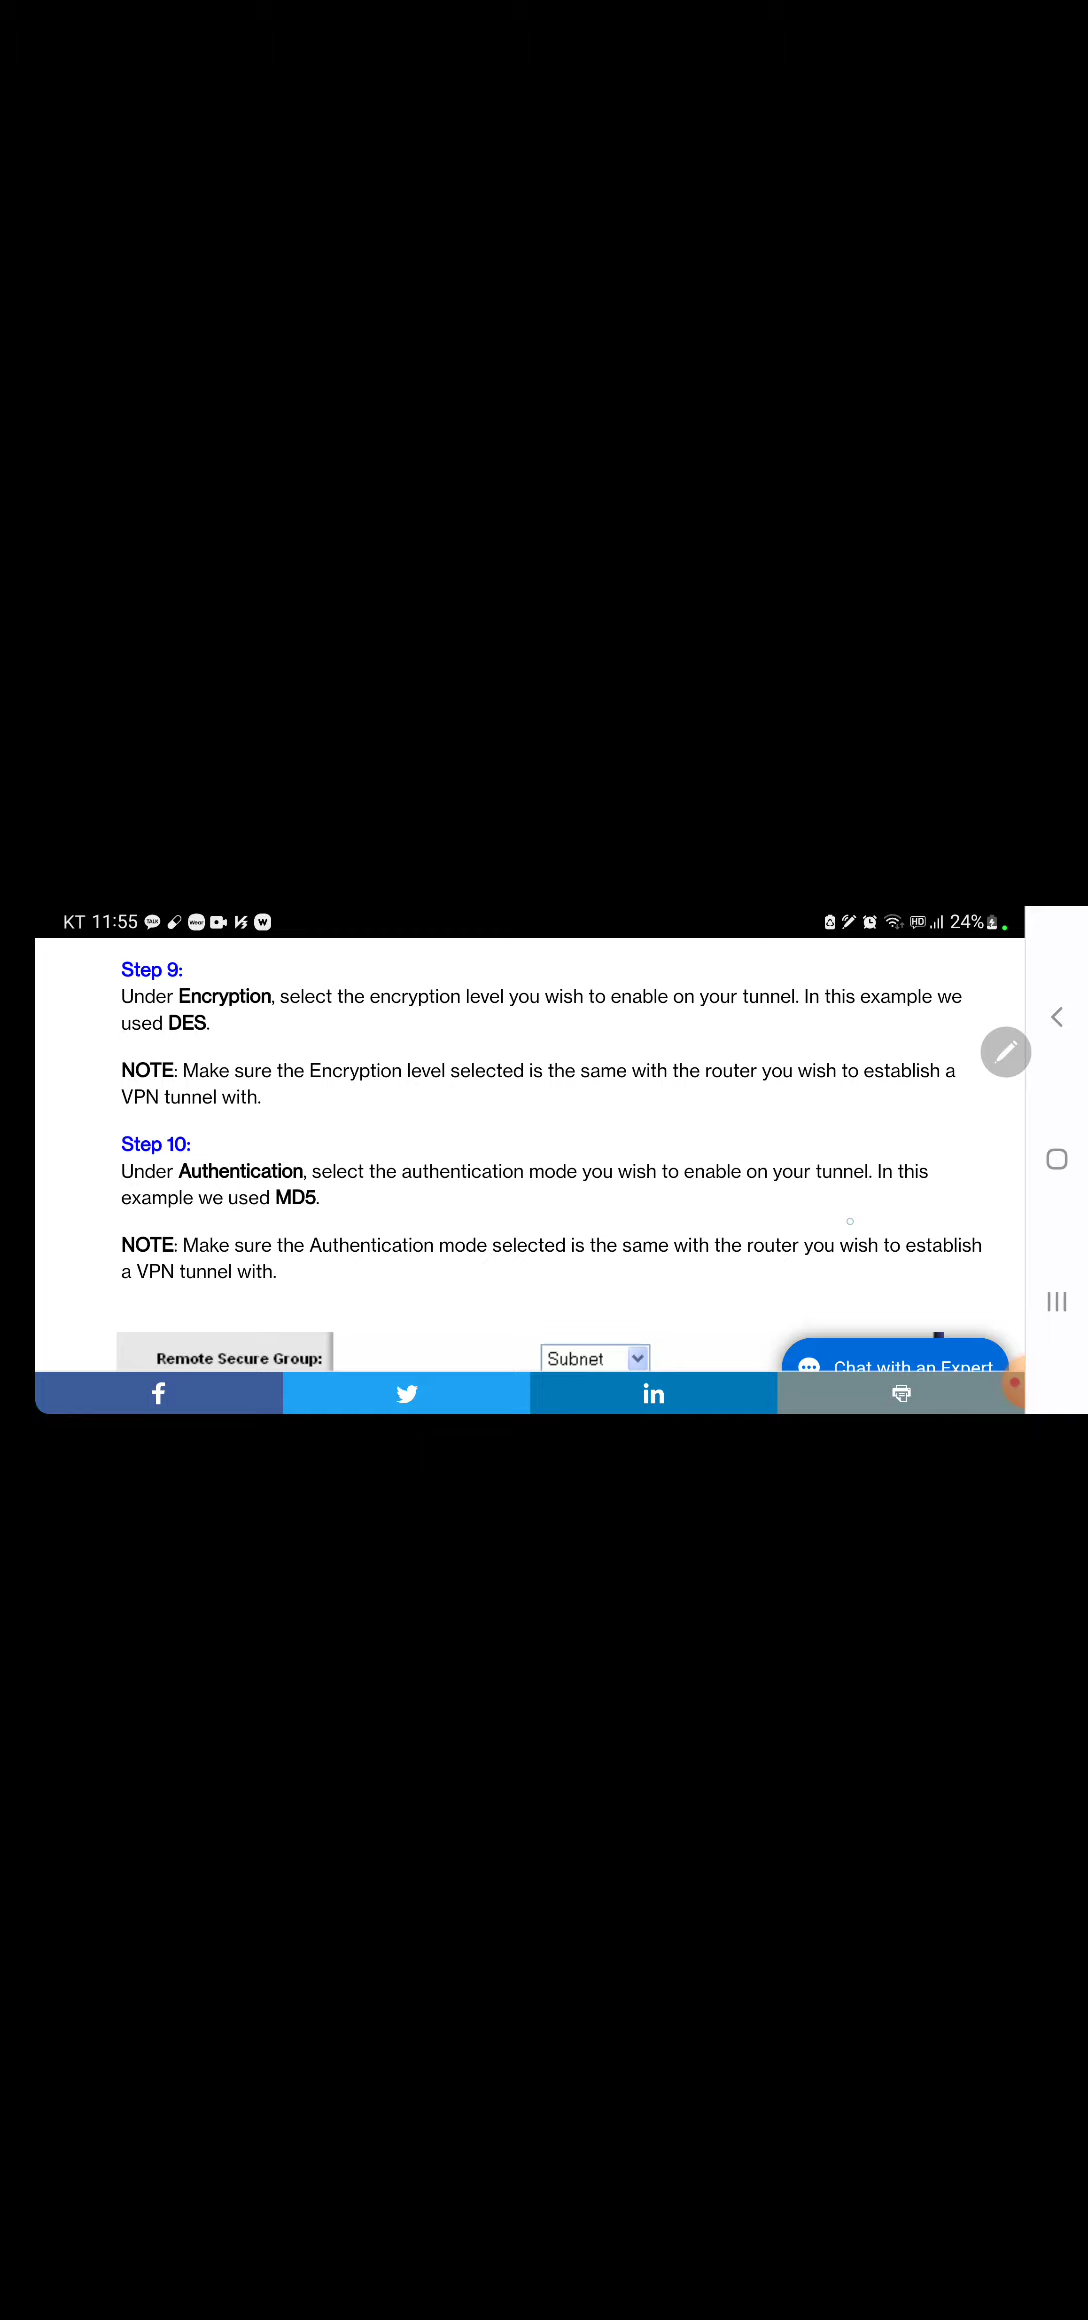 KT 11:55 TALK Wear W HD 24%
Step 9:
Under Encryption, select the encryption level you wish to enable on your tunnel. In this example we
used DES.
NOTE: Make sure the Encryption level selected is the same with the router you wish to establish a
VPN tunnel with.
Step 10:
Under Authentication, select the authentication mode you wish to enable on your tunnel. In this
example we used MD5.
NOTE: Make sure the Authentication mode selected is the same with the router you wish to establish
a VPN tunnel with.
Remote Secure Group: Subnet
Chat with an Expert
f in